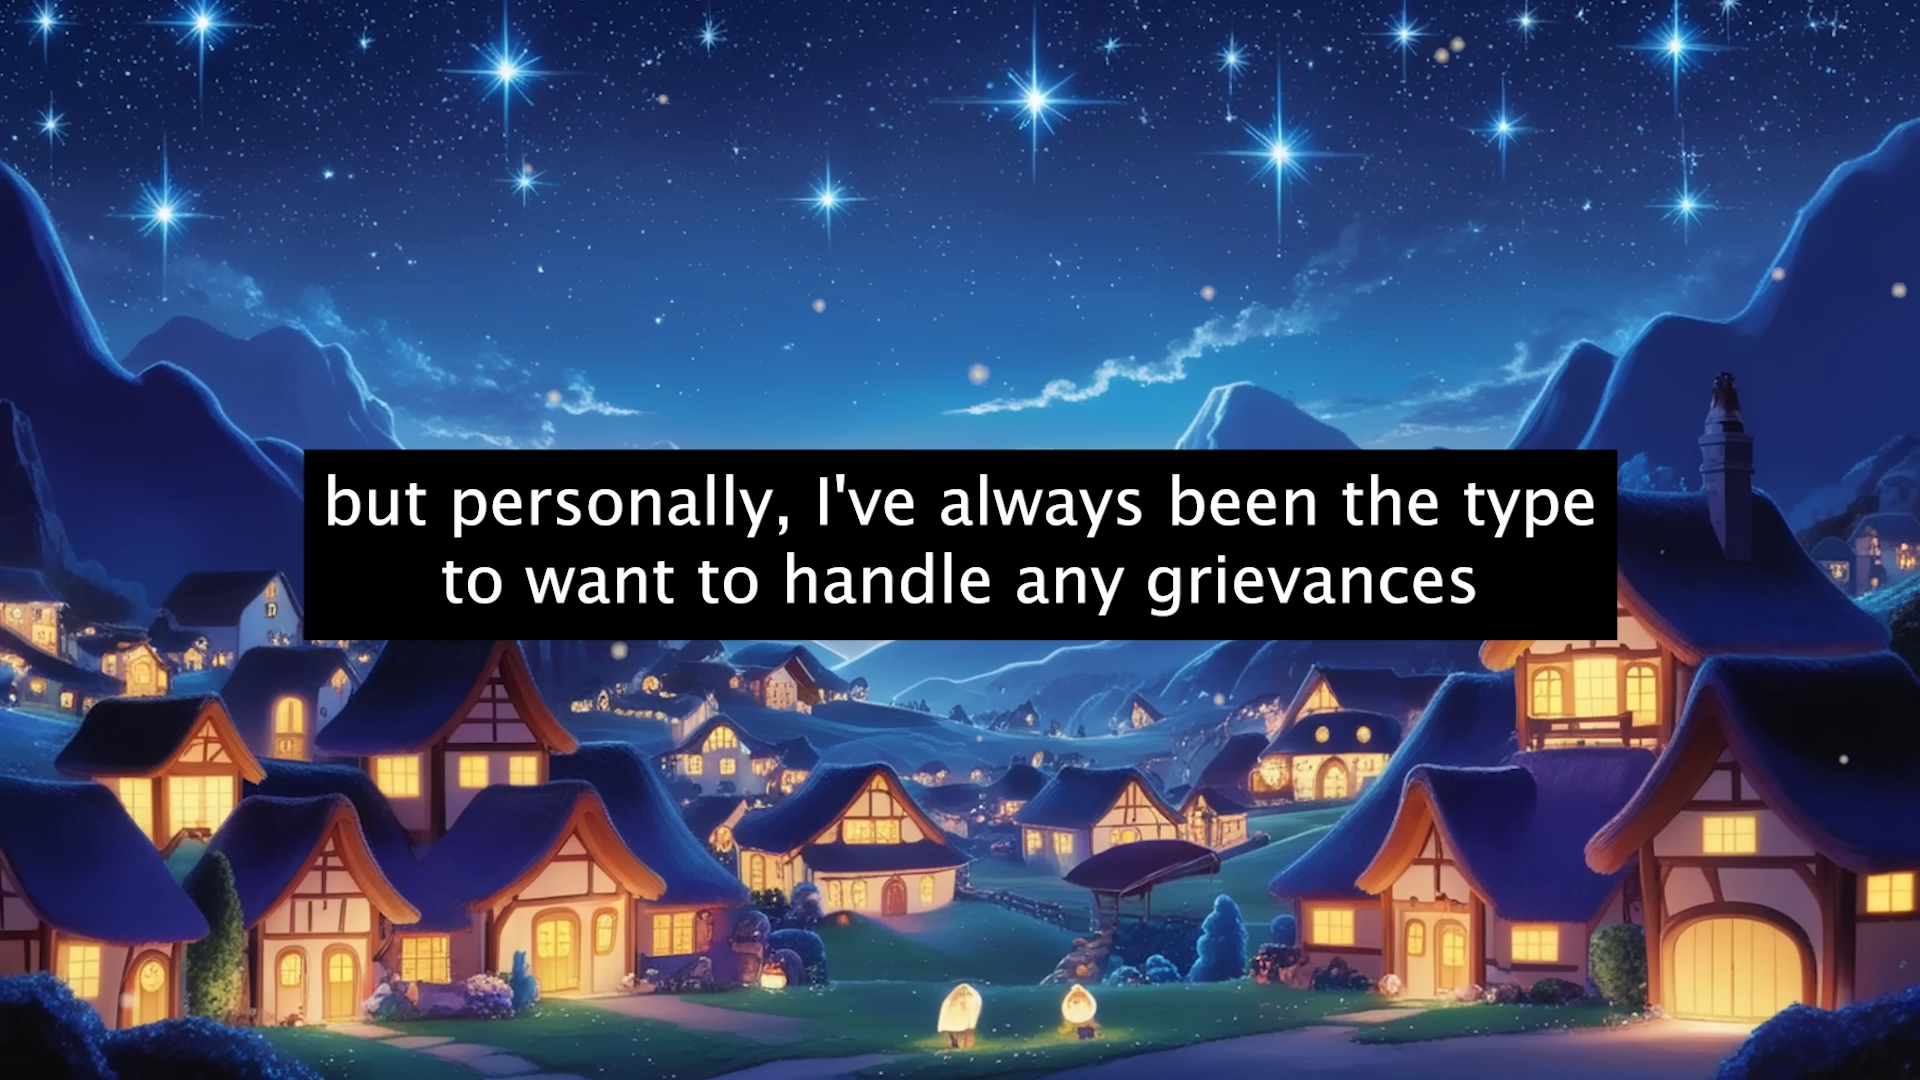 but personally, I've always been the type
to want to handle any grievances